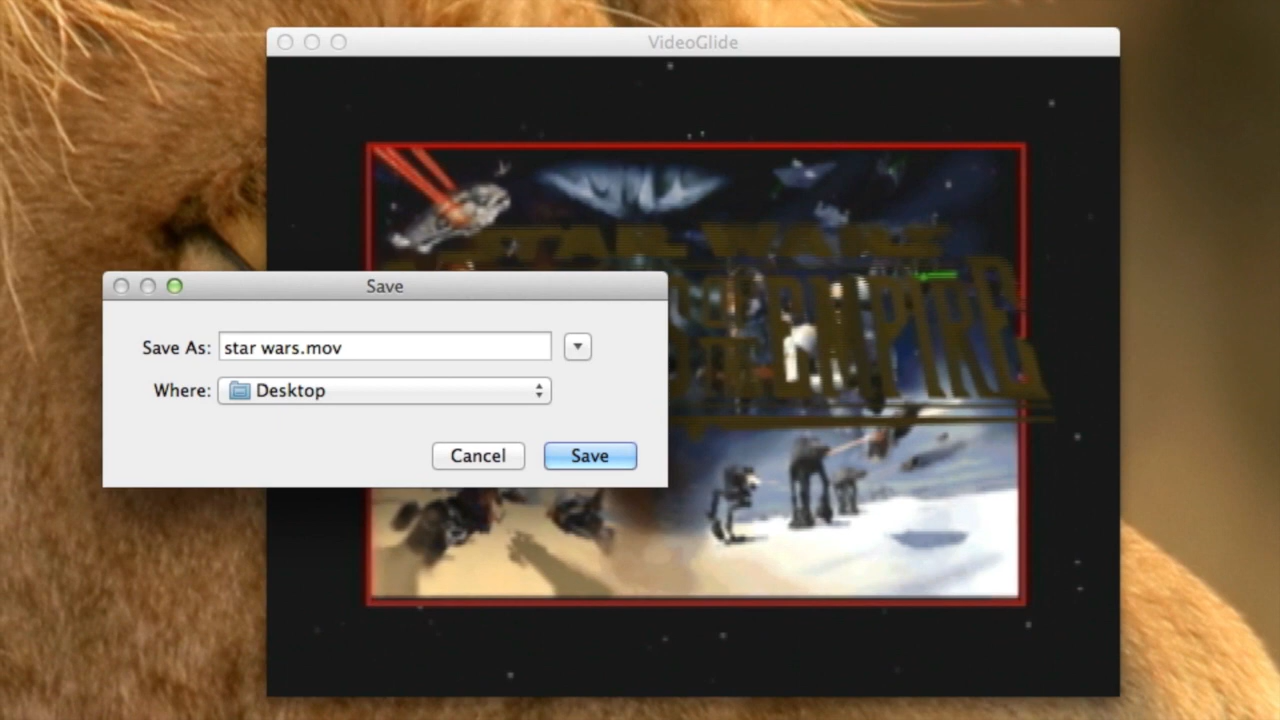 VideoGlide
STAR WARS
EMPIRE
Save
Save As: star wars.mov
Where: Desktop
Cancel Save